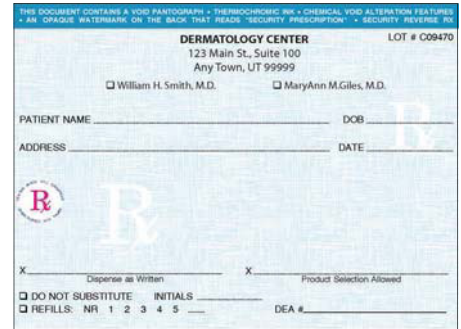 THIS DOCUMENT CONTAINS A VOID PANTOGRAPH • THERMOCHROMIC INK • CHEMICAL VOID ALTERATION FEATURES
• AN OPAQUE WATERMARK ON THE BACK THAT READS "SECURITY PRESCRIPTION" • SECURITY REVERSE RX
DERMATOLOGY CENTER LOT # C09470
123 Main St., Suite 100
Any Town, UT 99999
❏ William H. Smith, M.D. ❏ MaryAnn M.Giles, M.D.
PATIENT NAME DOB
ADDRESS DATE
Rx
Rx
Rx
X X
Dispense as Written Product Selection Allowed
❏ DO NOT SUBSTITUTE INITIALS
❏ REFILLS: NR 1 2 3 4 5 DEA #